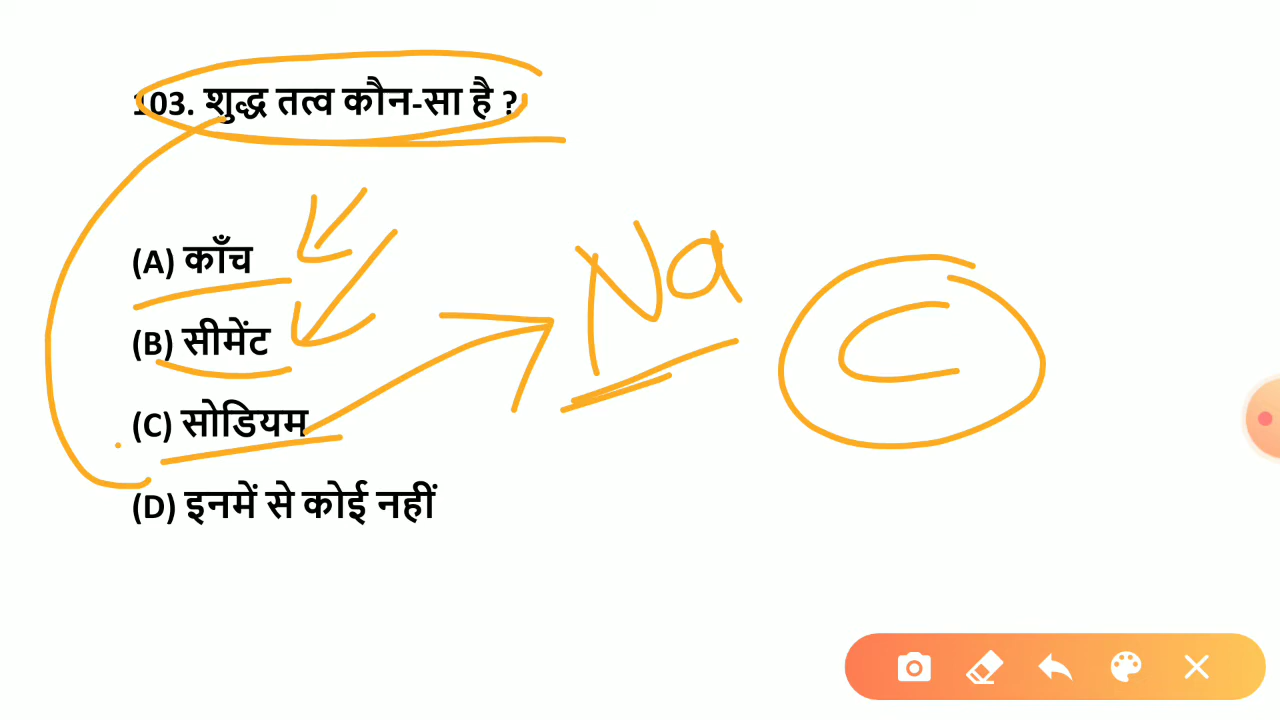 103. शुद्ध तत्व कौन-सा है ?
(A) काँच
(B) सीमेंट
(C) सोडियम
(D) इनमें से कोई नहीं
Na
C